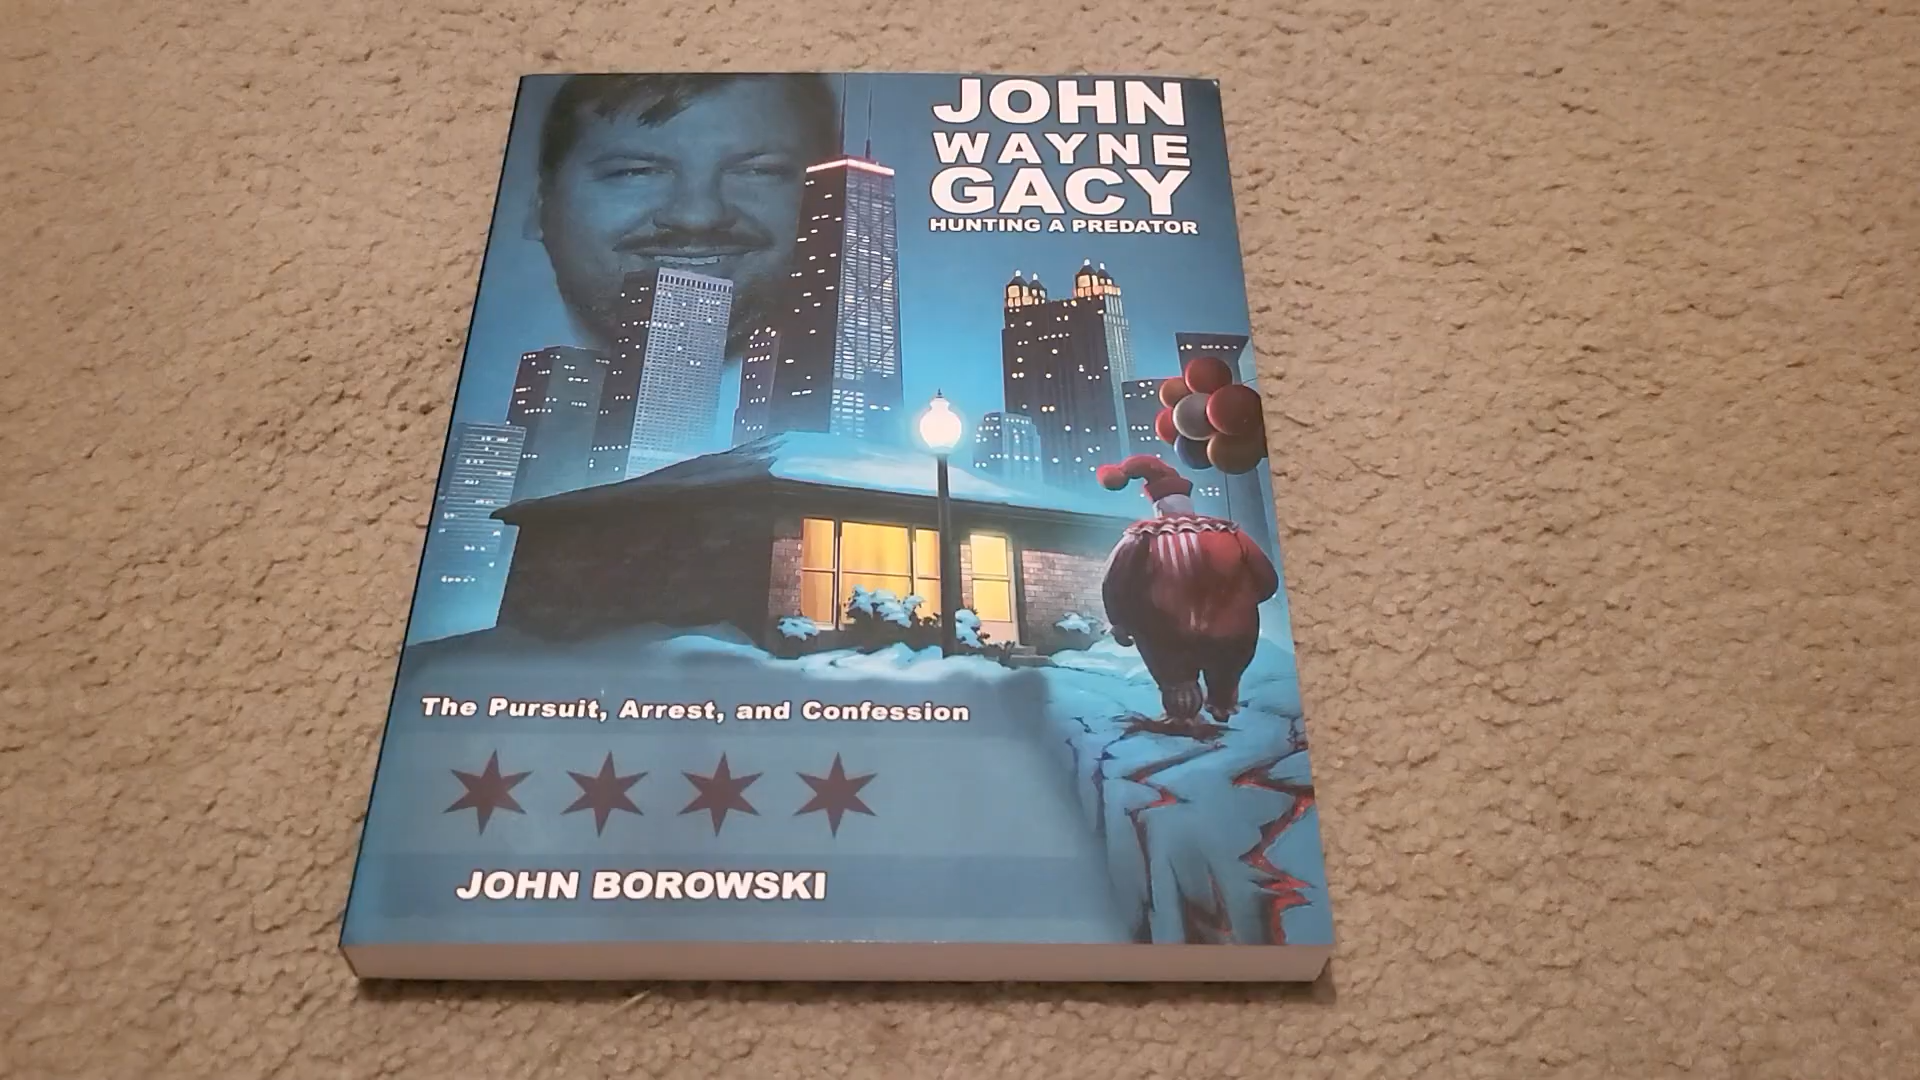 JOHN
WAYNE
GACY
HUNTING A PREDATOR
The Pursuit, Arrest, and Confession
JOHN BOROWSKI